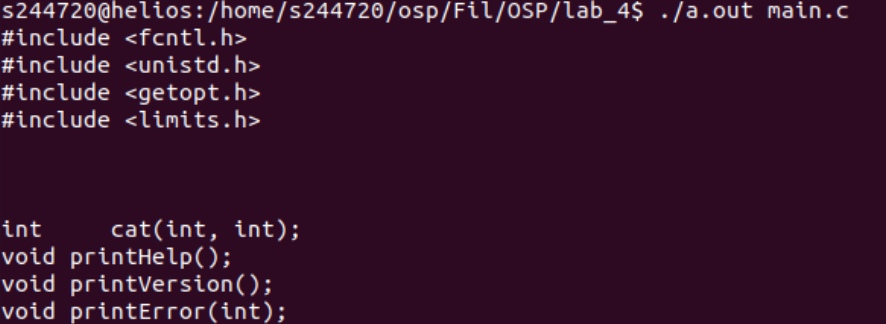 s244720@helios:/home/s244720/osp/Fil/OSP/lab_4$ ./a.out main.c
#include <fcntl.h>
#include <unistd.h>
#include <getopt.h>
#include <limits.h>
int     cat(int, int);
void printHelp();
void printVersion();
void printError(int);